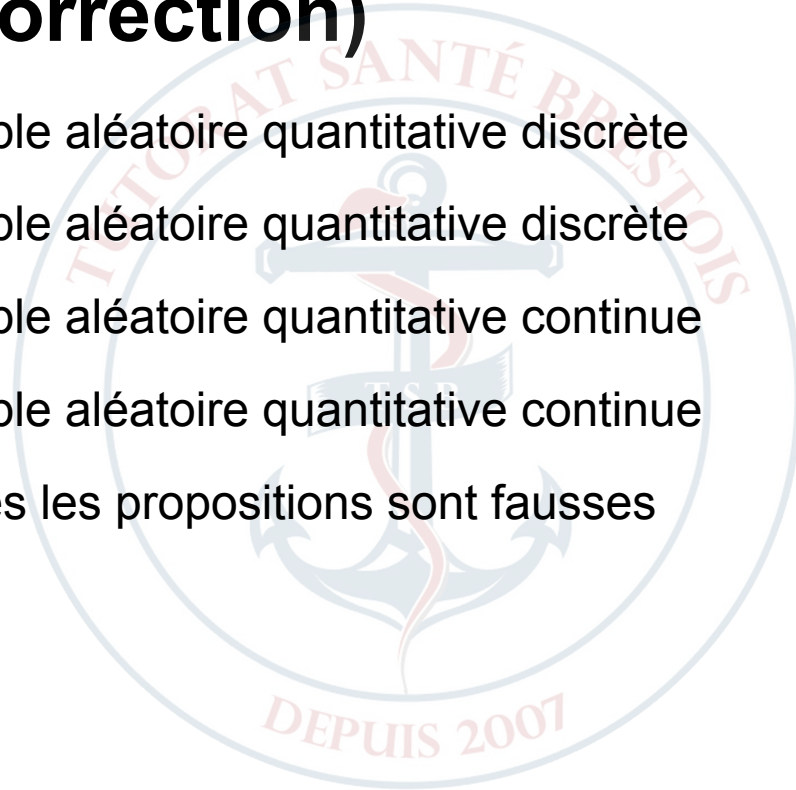 orrection)
ble aléatoire quantitative discrète
ble aléatoire quantitative discrète
ble aléatoire quantitative continue
ble aléatoire quantitative continue
es les propositions sont fausses
TUTORAT SANTÉ BRESTOIS
T S B
DEPUIS 2007